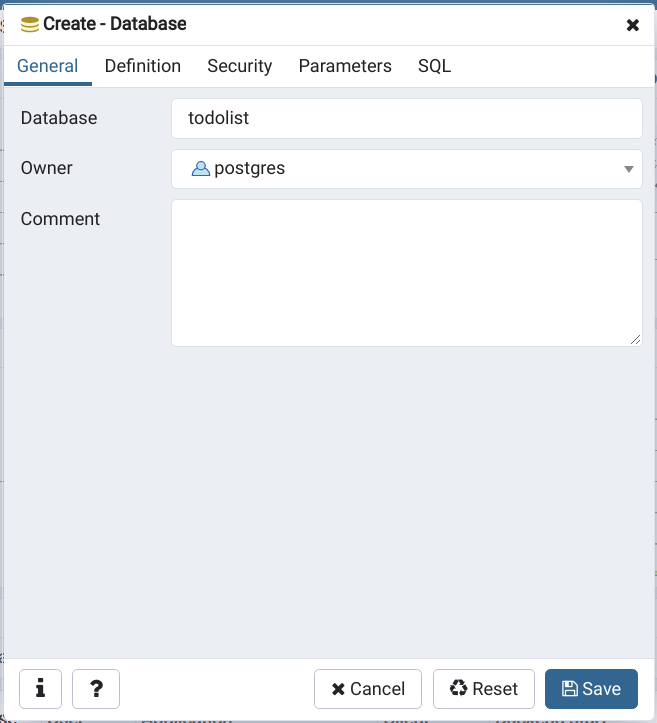 Create - Database
General Definition Security Parameters SQL
Database todolist
Owner postgres
Comment
i ? Cancel Reset Save